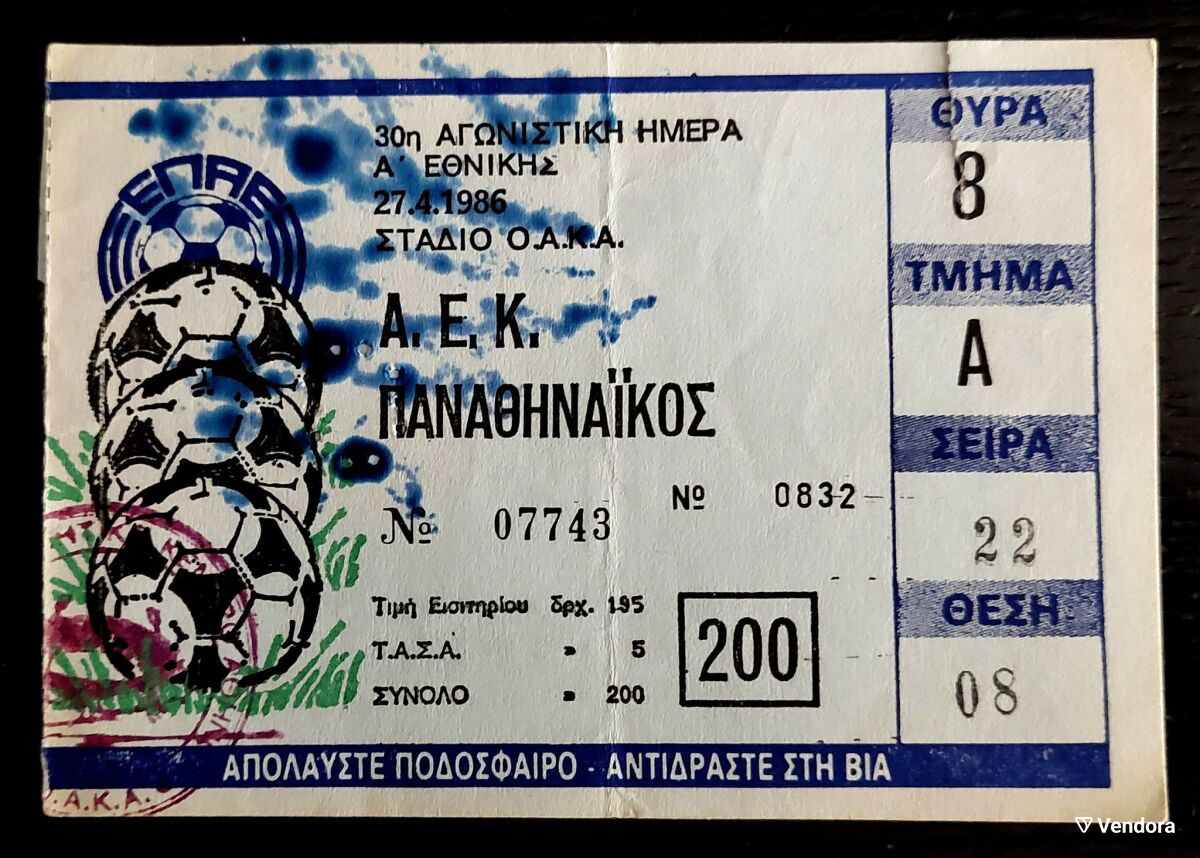 ΕΠΑΕ
30η ΑΓΩΝΙΣΤΙΚΗ ΗΜΕΡΑ
Α΄ ΕΘΝΙΚΗΣ
27.4.1986
ΣΤΑΔΙΟ Ο.Α.Κ.Α.
Α. Ε. Κ.
ΠΑΝΑΘΗΝΑΪΚΟΣ
Nº 0832
Nº 07743
Τιμή Εισιτηρίου δρχ. 195
Τ.Α.Σ.Α. » 5
ΣΥΝΟΛΟ » 200
200
ΘΥΡΑ
8
ΤΜΗΜΑ
Α
ΣΕΙΡΑ
22
ΘΕΣΗ
08
ΑΠΟΛΑΥΣΤΕ ΠΟΔΟΣΦΑΙΡΟ - ΑΝΤΙΔΡΑΣΤΕ ΣΤΗ ΒΙΑ
.Α.Κ.Α.
Vendora